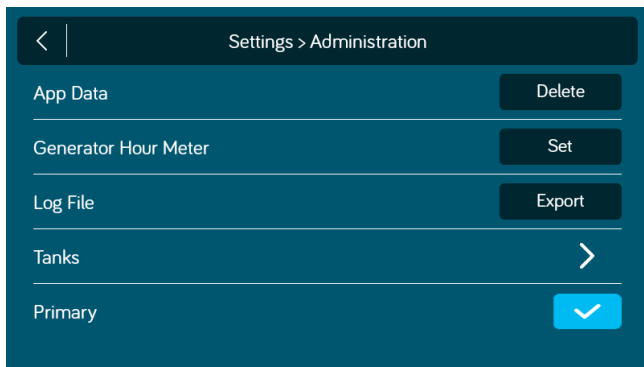 Settings > Administration
App Data Delete
Generator Hour Meter Set
Log File Export
Tanks
Primary